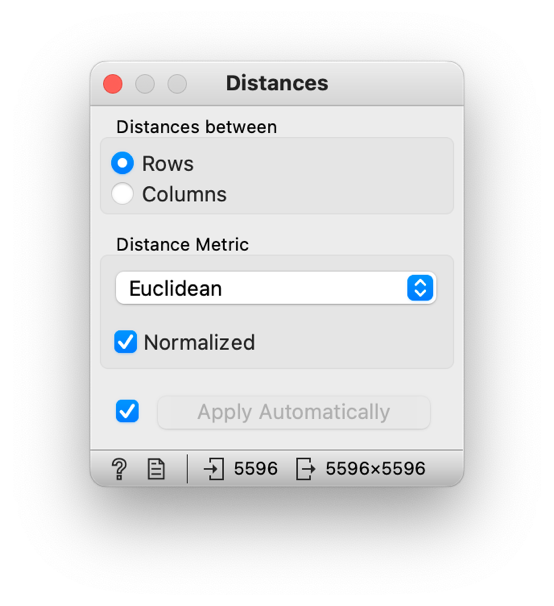 Distances
Distances between
Rows
Columns
Distance Metric
Euclidean
Normalized
Apply Automatically
? 5596 5596×5596